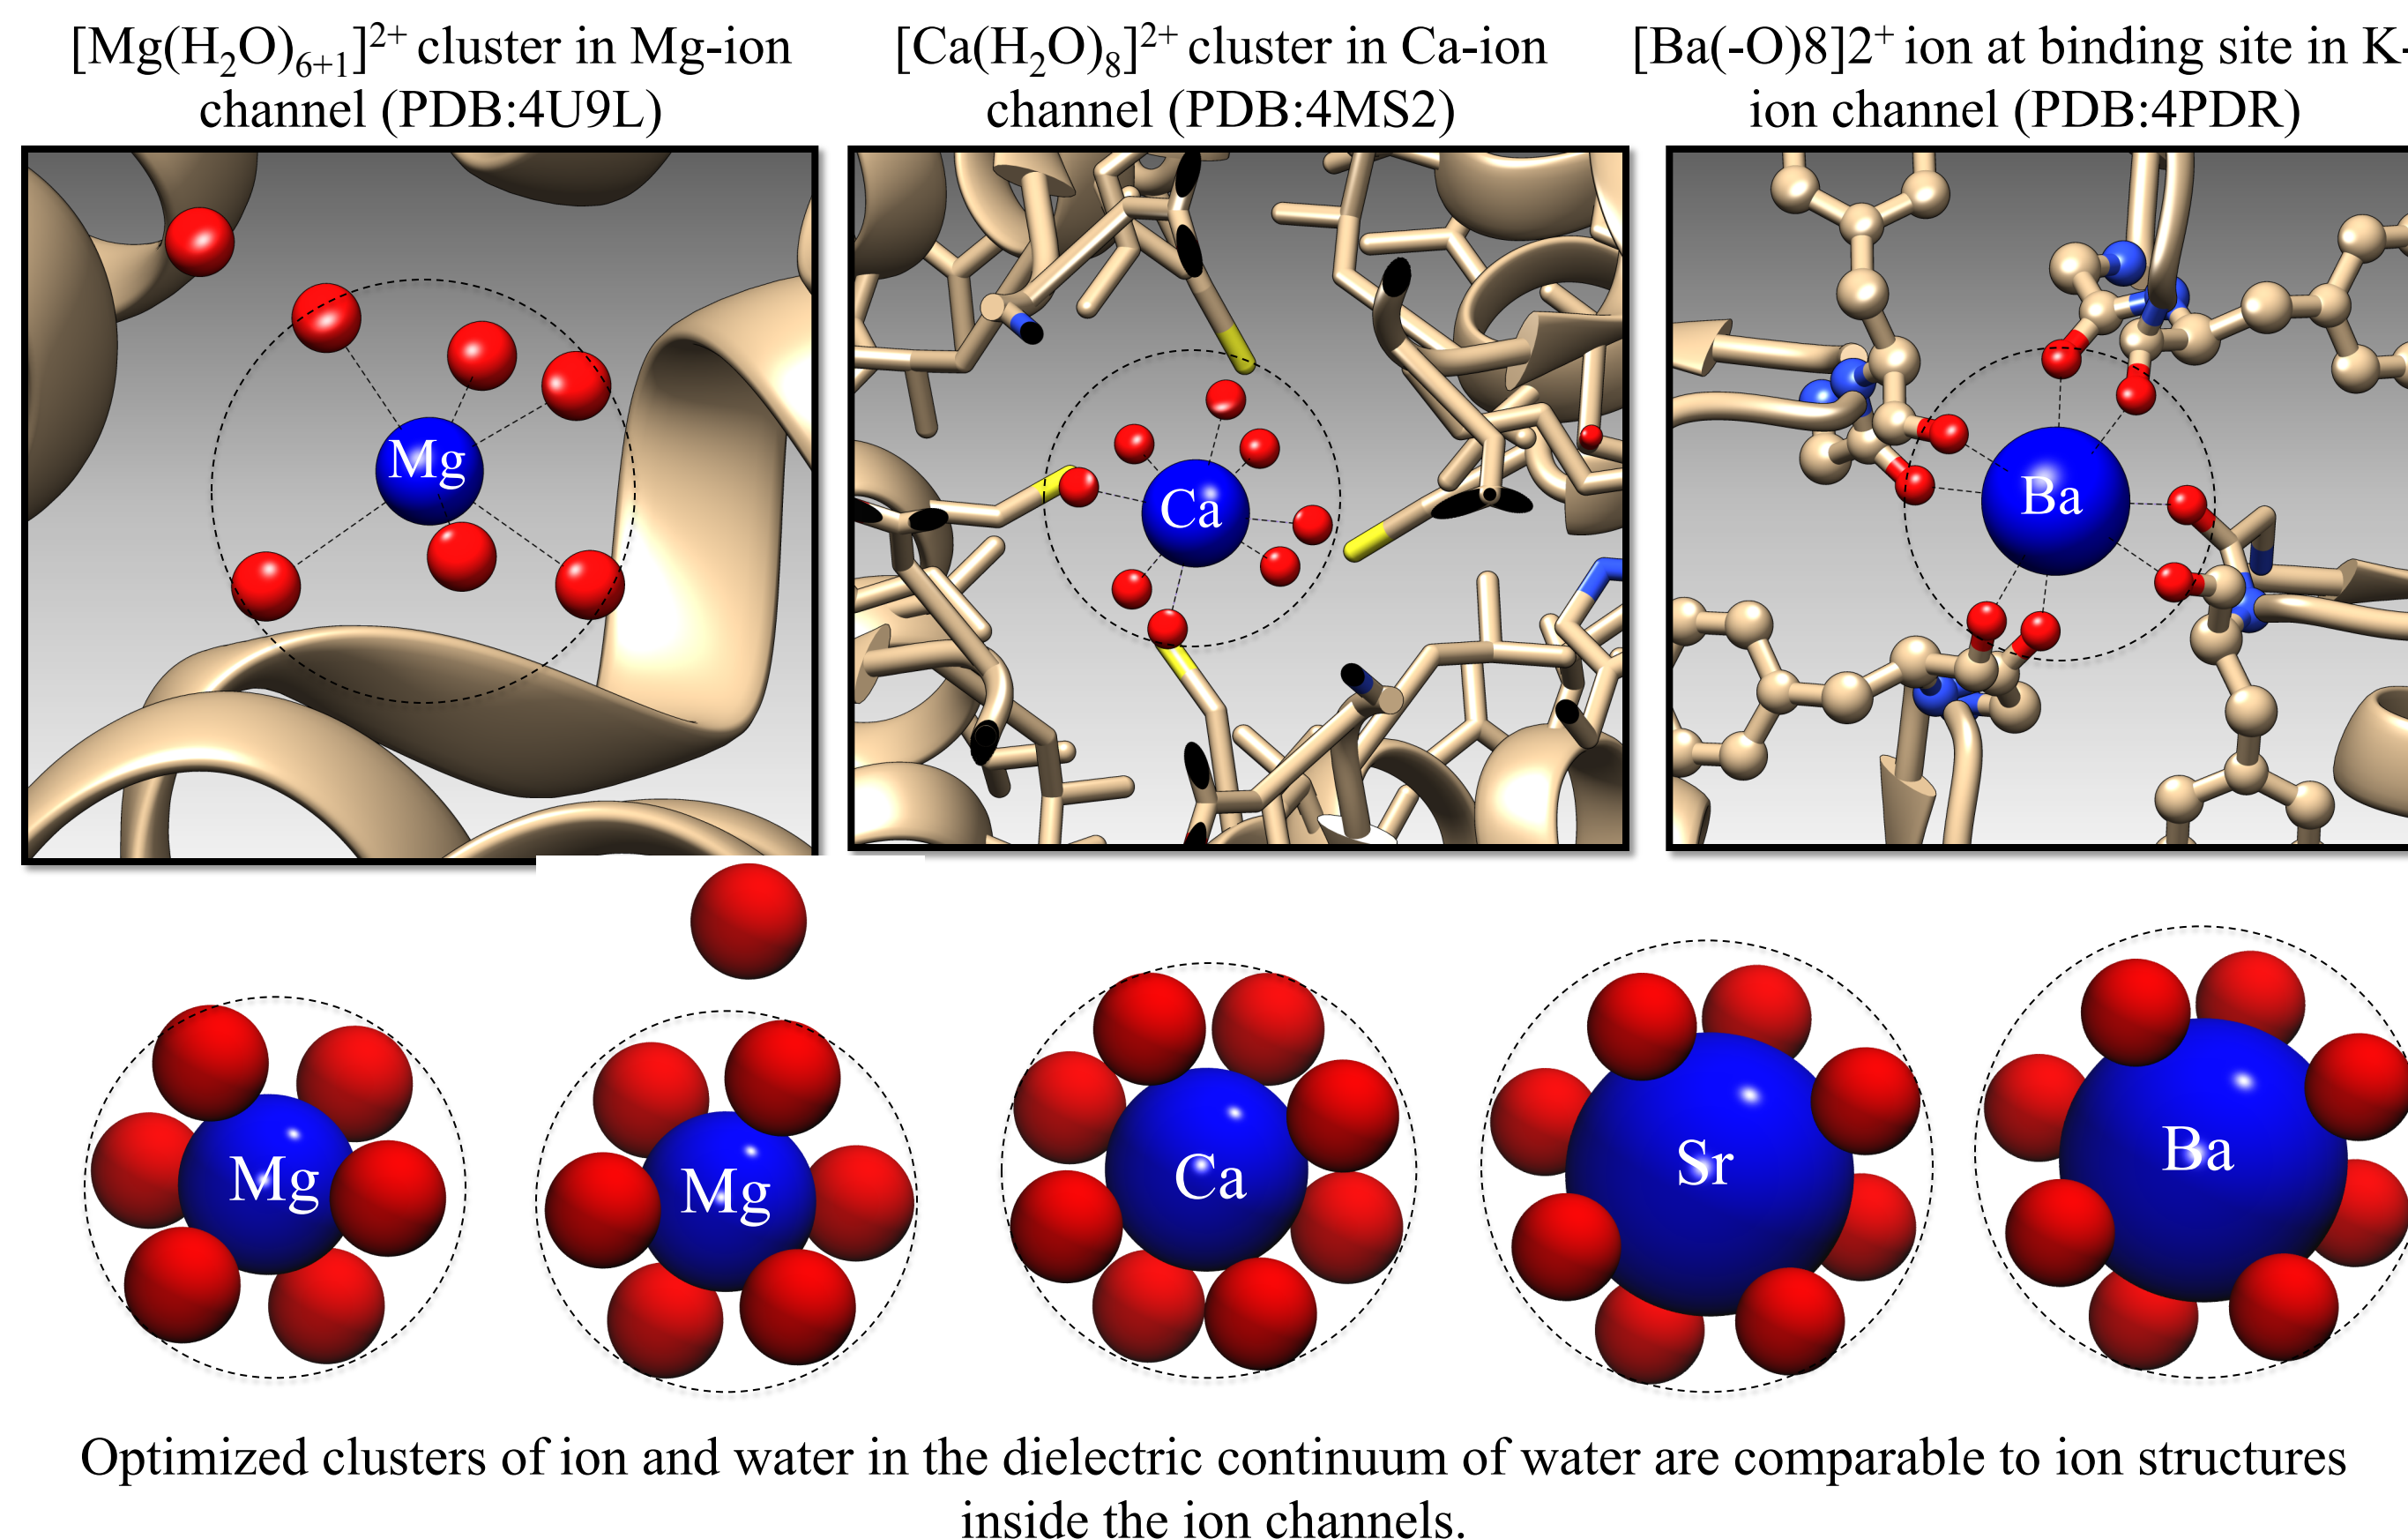 [Mg(H₂O)₆₊₁]²⁺ cluster in Mg-ion
channel (PDB:4U9L)
[Ca(H₂O)₈]²⁺ cluster in Ca-ion
channel (PDB:4MS2)
[Ba(-O)8]2⁺ ion at binding site in K-
ion channel (PDB:4PDR)
Mg
Ca
Ba
Mg
Mg
Ca
Sr
Ba
Optimized clusters of ion and water in the dielectric continuum of water are comparable to ion structures
inside the ion channels.